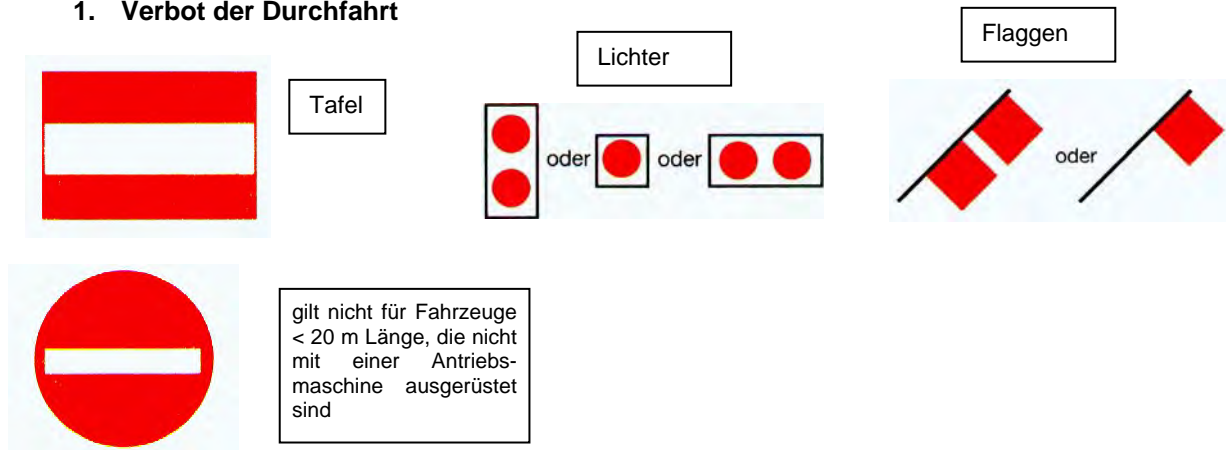 1. Verbot der Durchfahrt
Tafel
Lichter
oder
oder
Flaggen
oder
gilt nicht für Fahrzeuge
< 20 m Länge, die nicht
mit einer Antriebs-
maschine ausgerüstet
sind